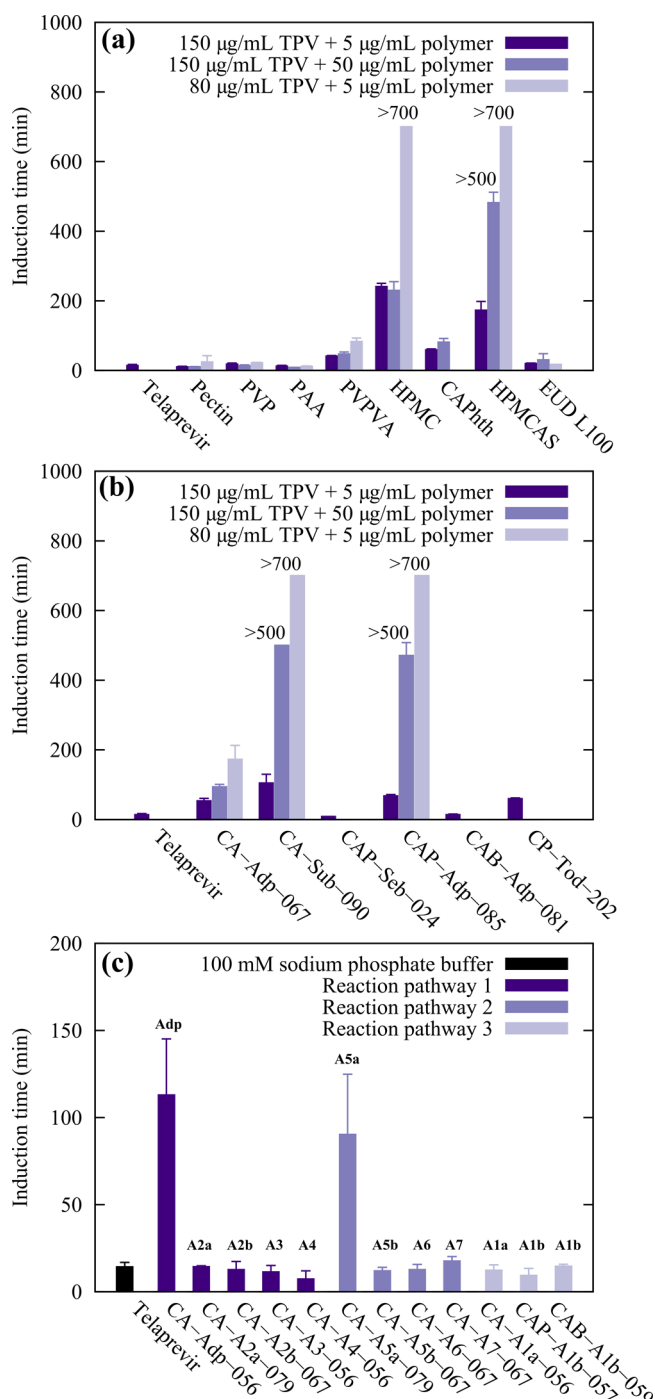 (a)
150 µg/mL TPV + 5 µg/mL polymer
150 µg/mL TPV + 50 µg/mL polymer
80 µg/mL TPV + 5 µg/mL polymer
Induction time (min)
1000
800
600
400
200
0
>700
>700
>500
Telaprevir
Pectin
PVP
PAA
PVPVA
HPMC
CAPhth
HPMCAS
EUD L100
(b)
150 µg/mL TPV + 5 µg/mL polymer
150 µg/mL TPV + 50 µg/mL polymer
80 µg/mL TPV + 5 µg/mL polymer
Induction time (min)
1000
800
600
400
200
0
>700
>700
>500
>500
Telaprevir
CA–Adp–067
CA–Sub–090
CAP–Seb–024
CAP–Adp–085
CAB–Adp–081
CP–Tod–202
(c)
100 mM sodium phosphate buffer
Reaction pathway 1
Reaction pathway 2
Reaction pathway 3
Induction time (min)
200
150
100
50
0
Adp
A2a
A2b
A3
A4
A5a
A5b
A6
A7
A1a
A1b
A1b
Telaprevir
CA–Adp–056
CA–A2a–079
CA–A2b–067
CA–A3–056
CA–A4–056
CA–A5a–079
CA–A5b–067
CA–A6–067
CA–A7–067
CA–A1a–056
CAP–A1b–057
CAB–A1b–059